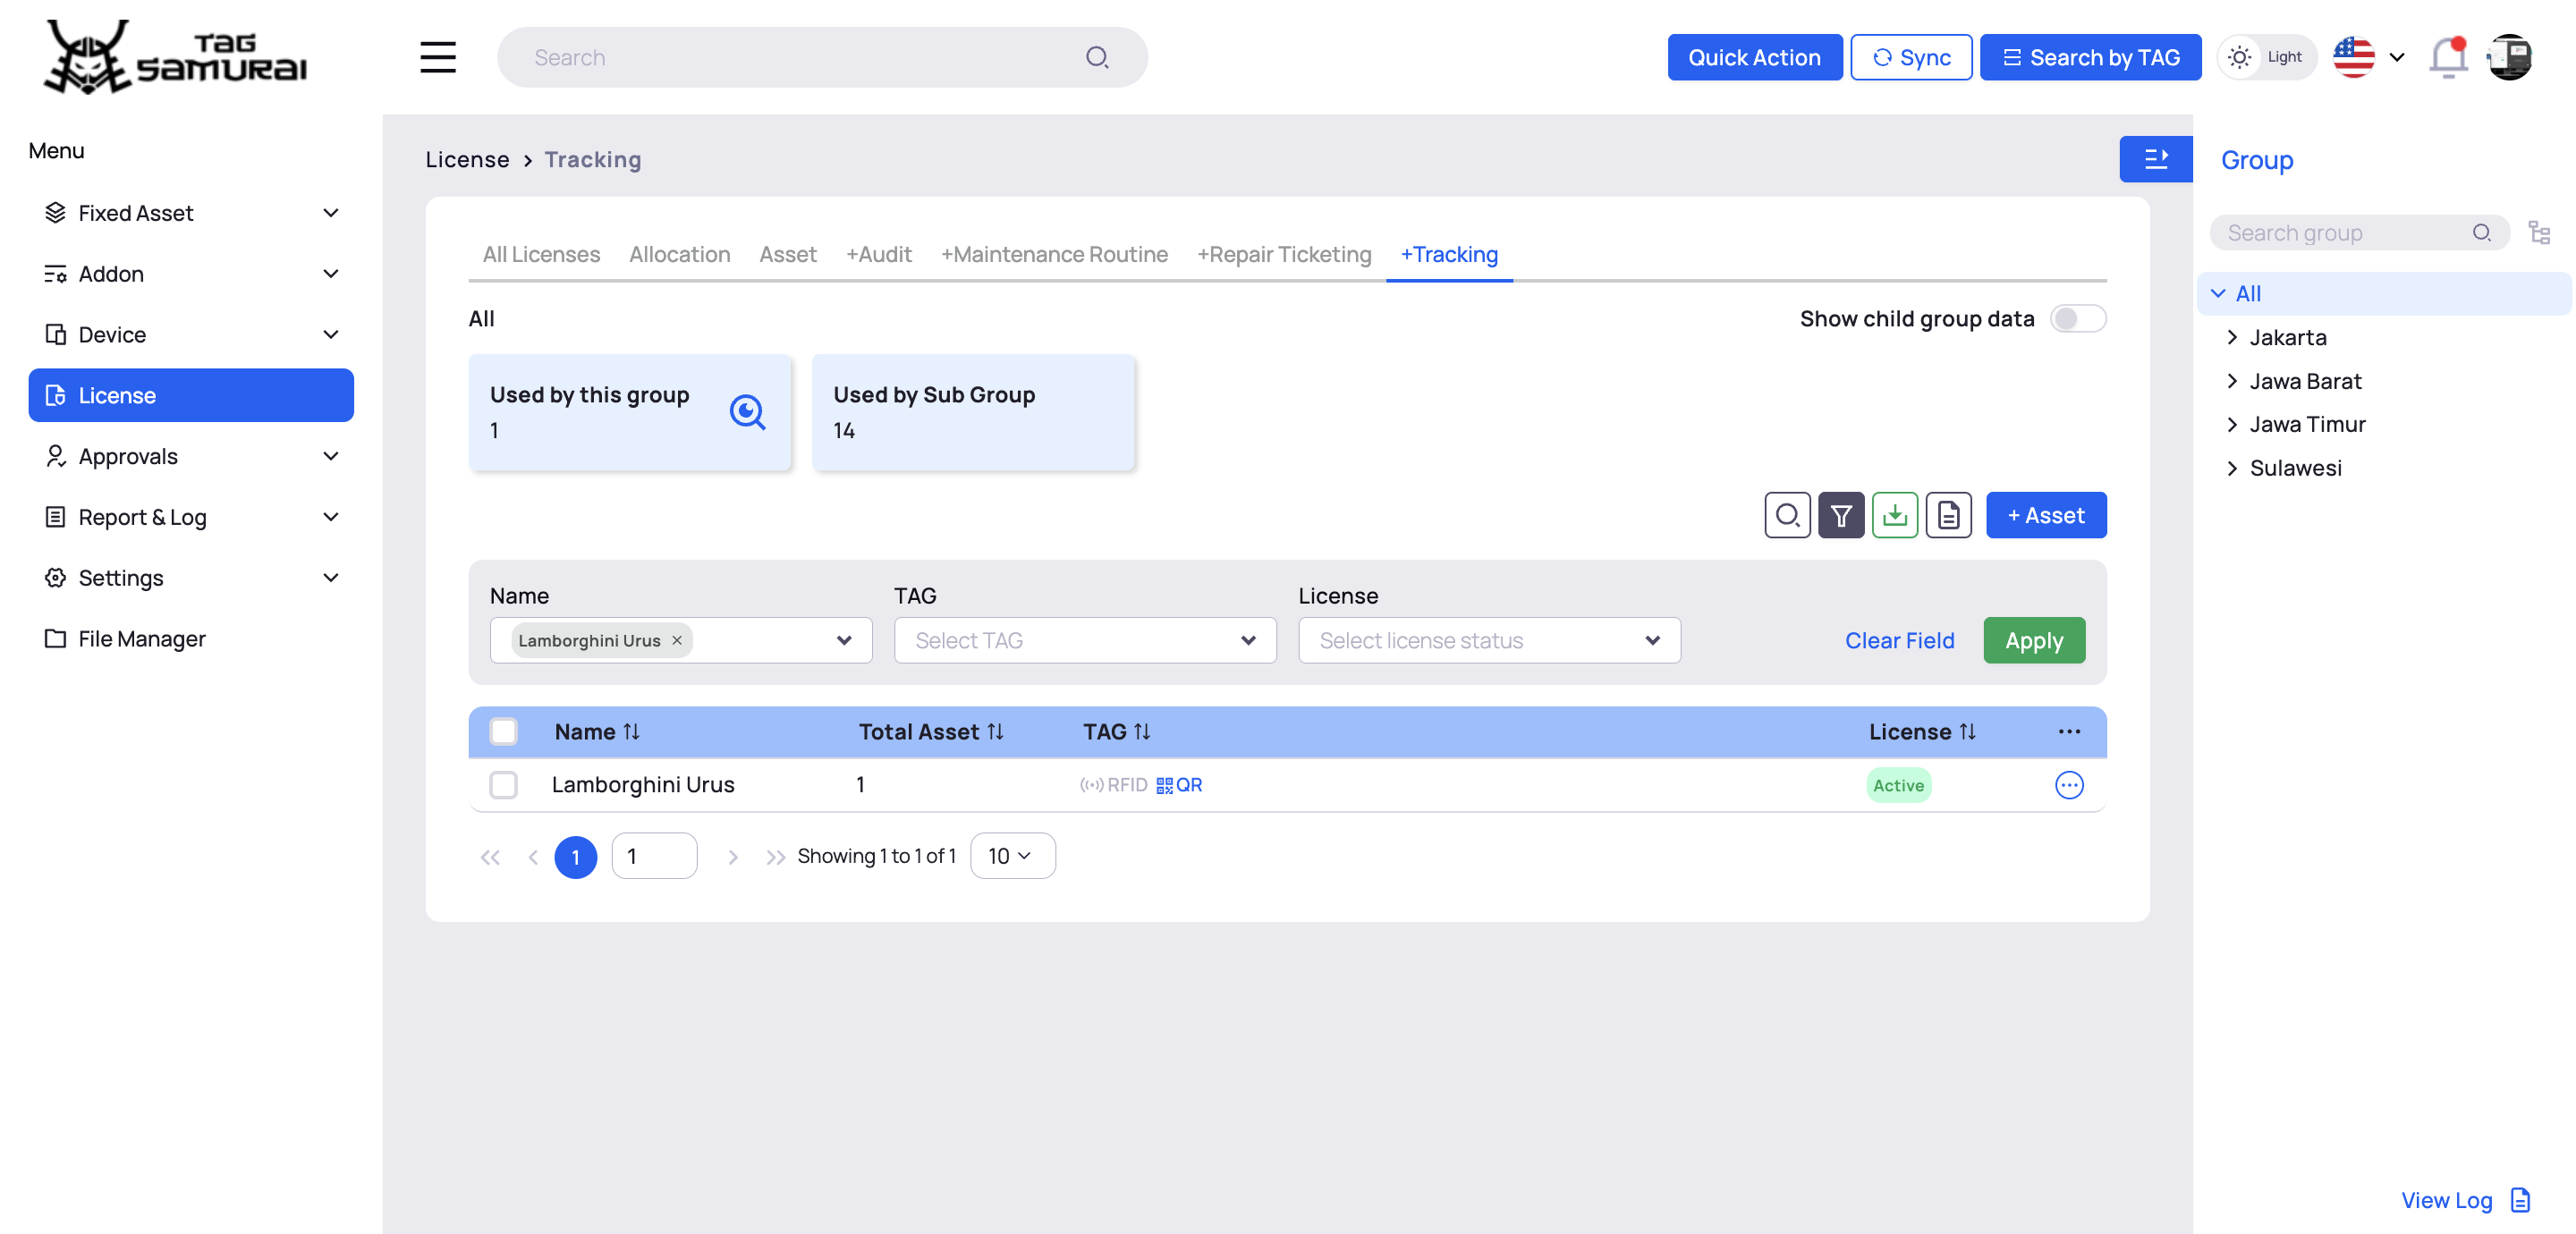 TAG
SAMURAI
Search
Quick Action
Sync
Search by TAG
Light
Menu
Fixed Asset
Addon
Device
License
Approvals
Report & Log
Settings
File Manager
License > Tracking
All Licenses Allocation Asset +Audit +Maintenance Routine +Repair Ticketing +Tracking
All
Show child group data
Used by this group
1
Used by Sub Group
14
+ Asset
Name TAG License
Lamborghini Urus × Select TAG Select license status Clear Field Apply
Name Total Asset TAG License ...
Lamborghini Urus 1 RFID QR Active
1 1 Showing 1 to 1 of 1 10
Group
Search group
All
Jakarta
Jawa Barat
Jawa Timur
Sulawesi
View Log